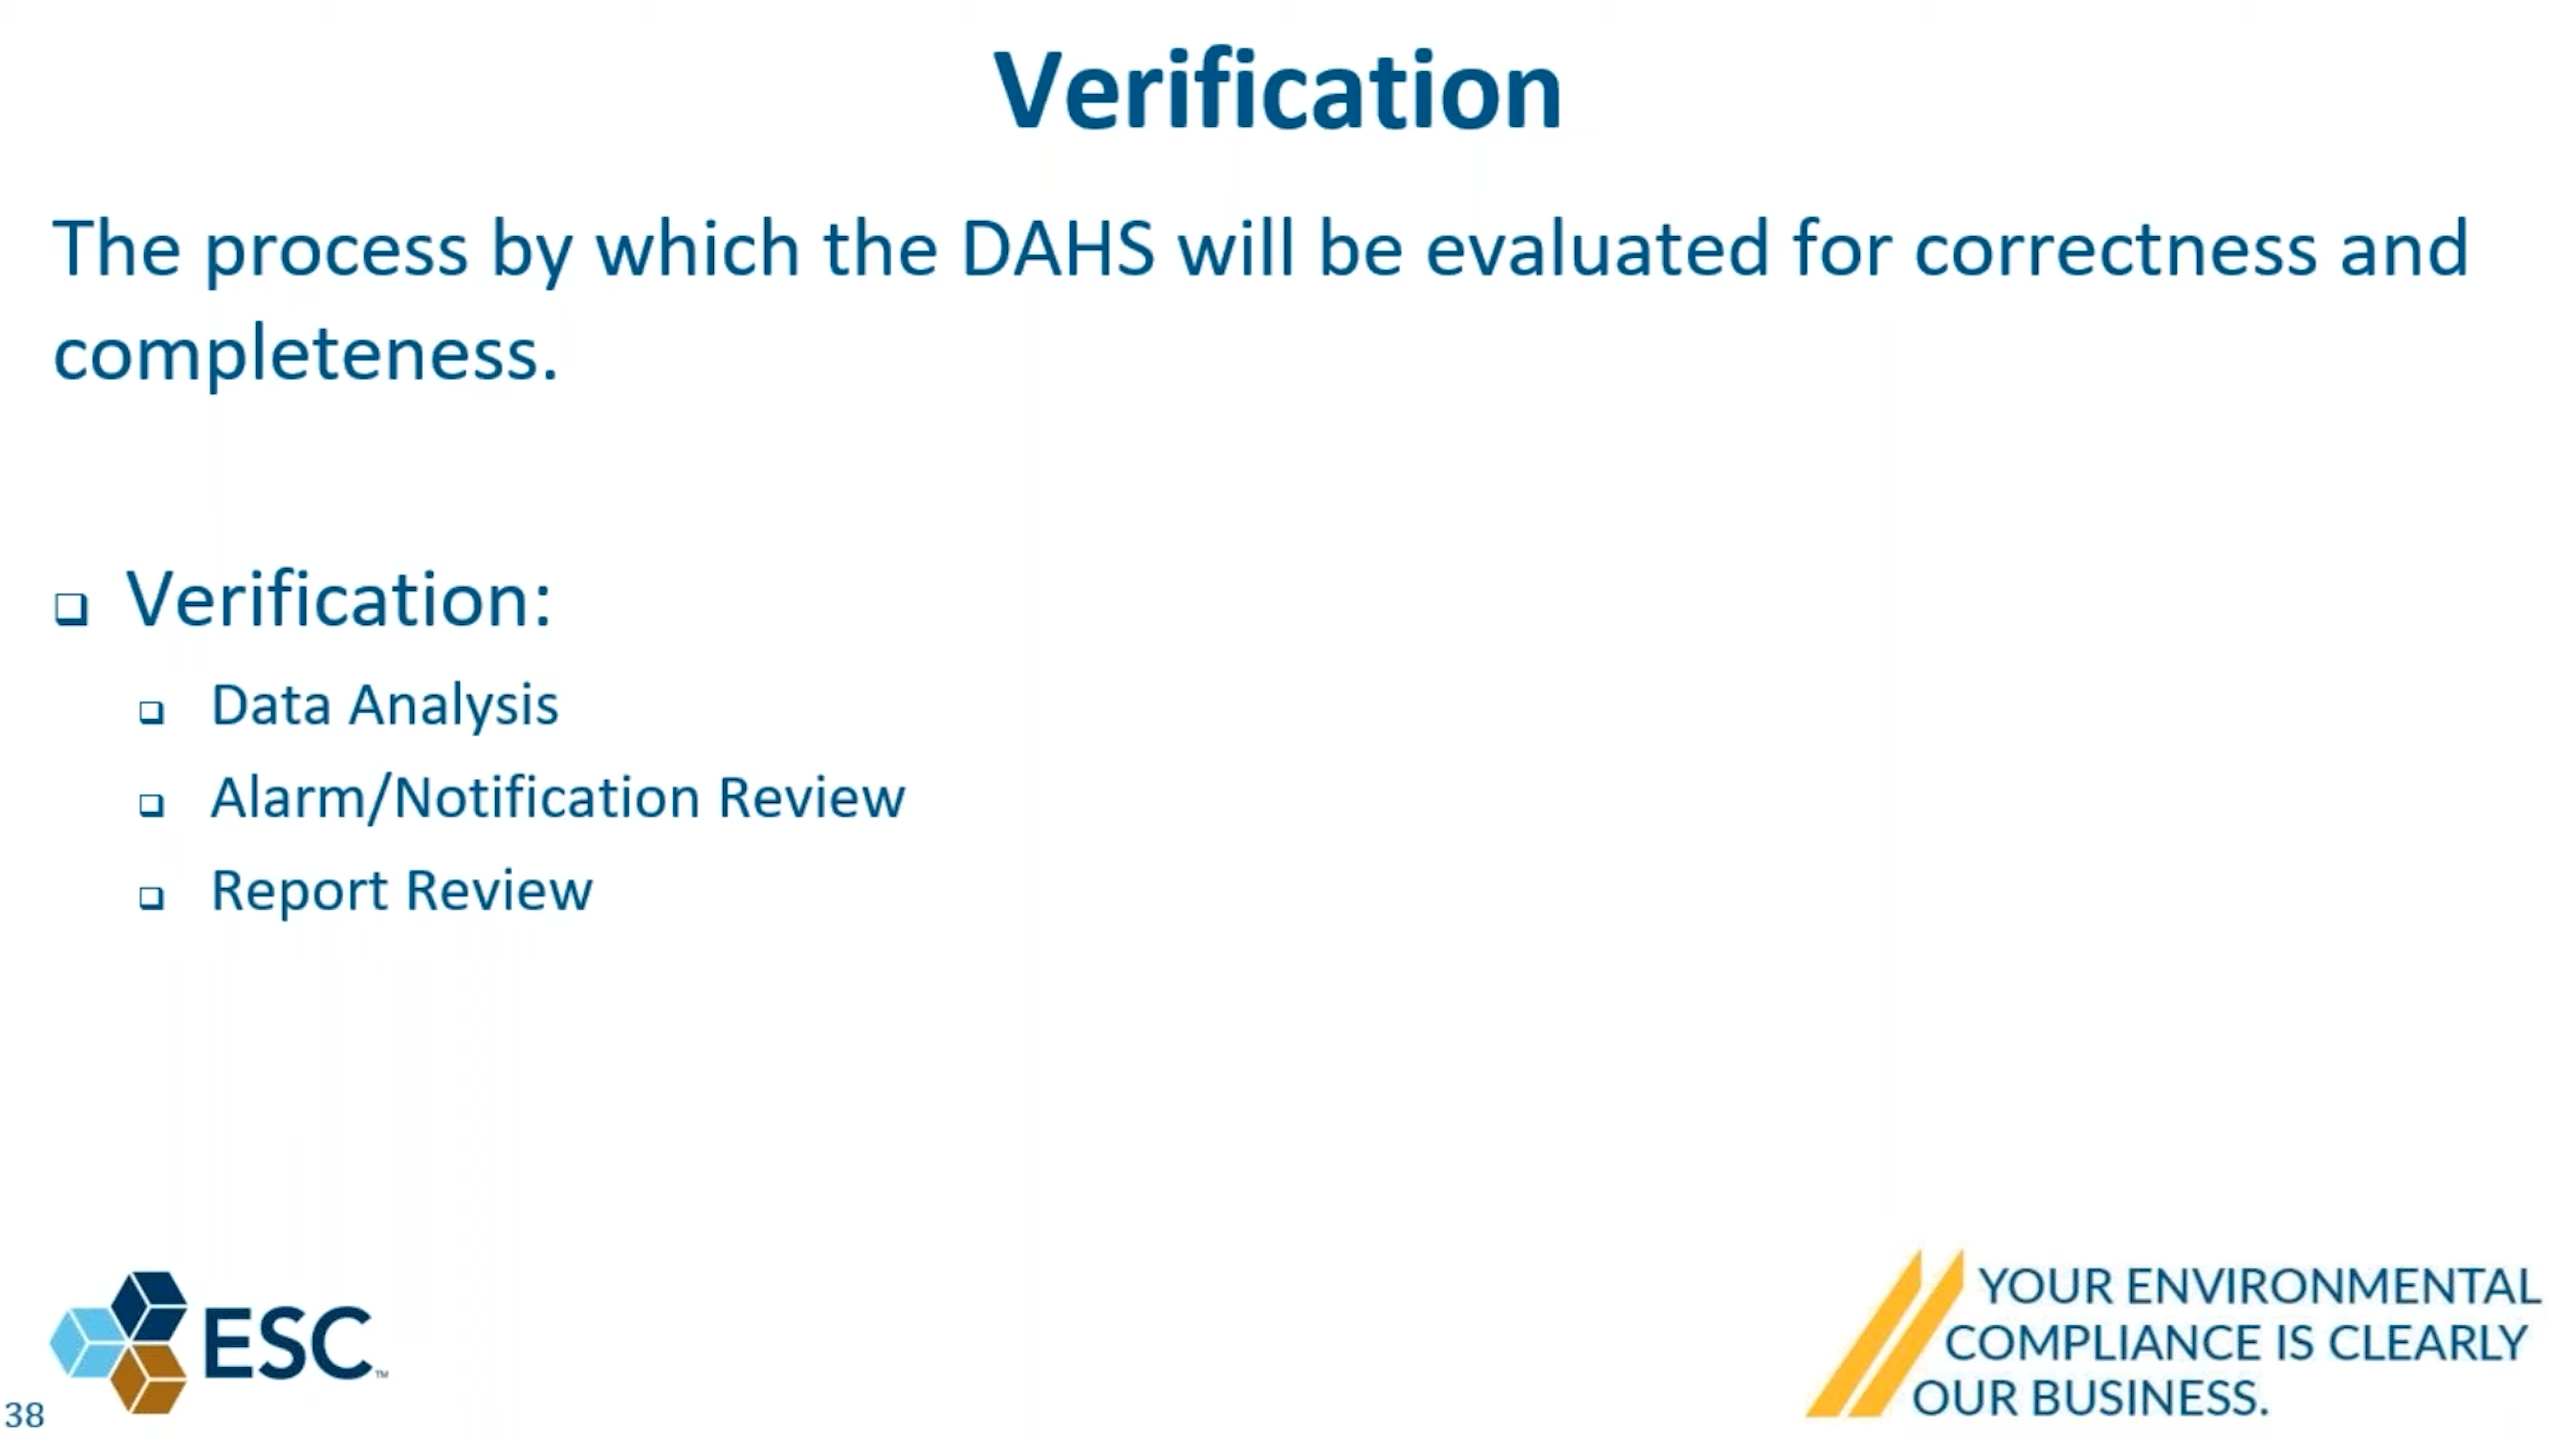 Verification
The process by which the DAHS will be evaluated for correctness and
completeness.
Verification:
Data Analysis
Alarm/Notification Review
Report Review
ESC™
YOUR ENVIRONMENTAL
COMPLIANCE IS CLEARLY
OUR BUSINESS.
38